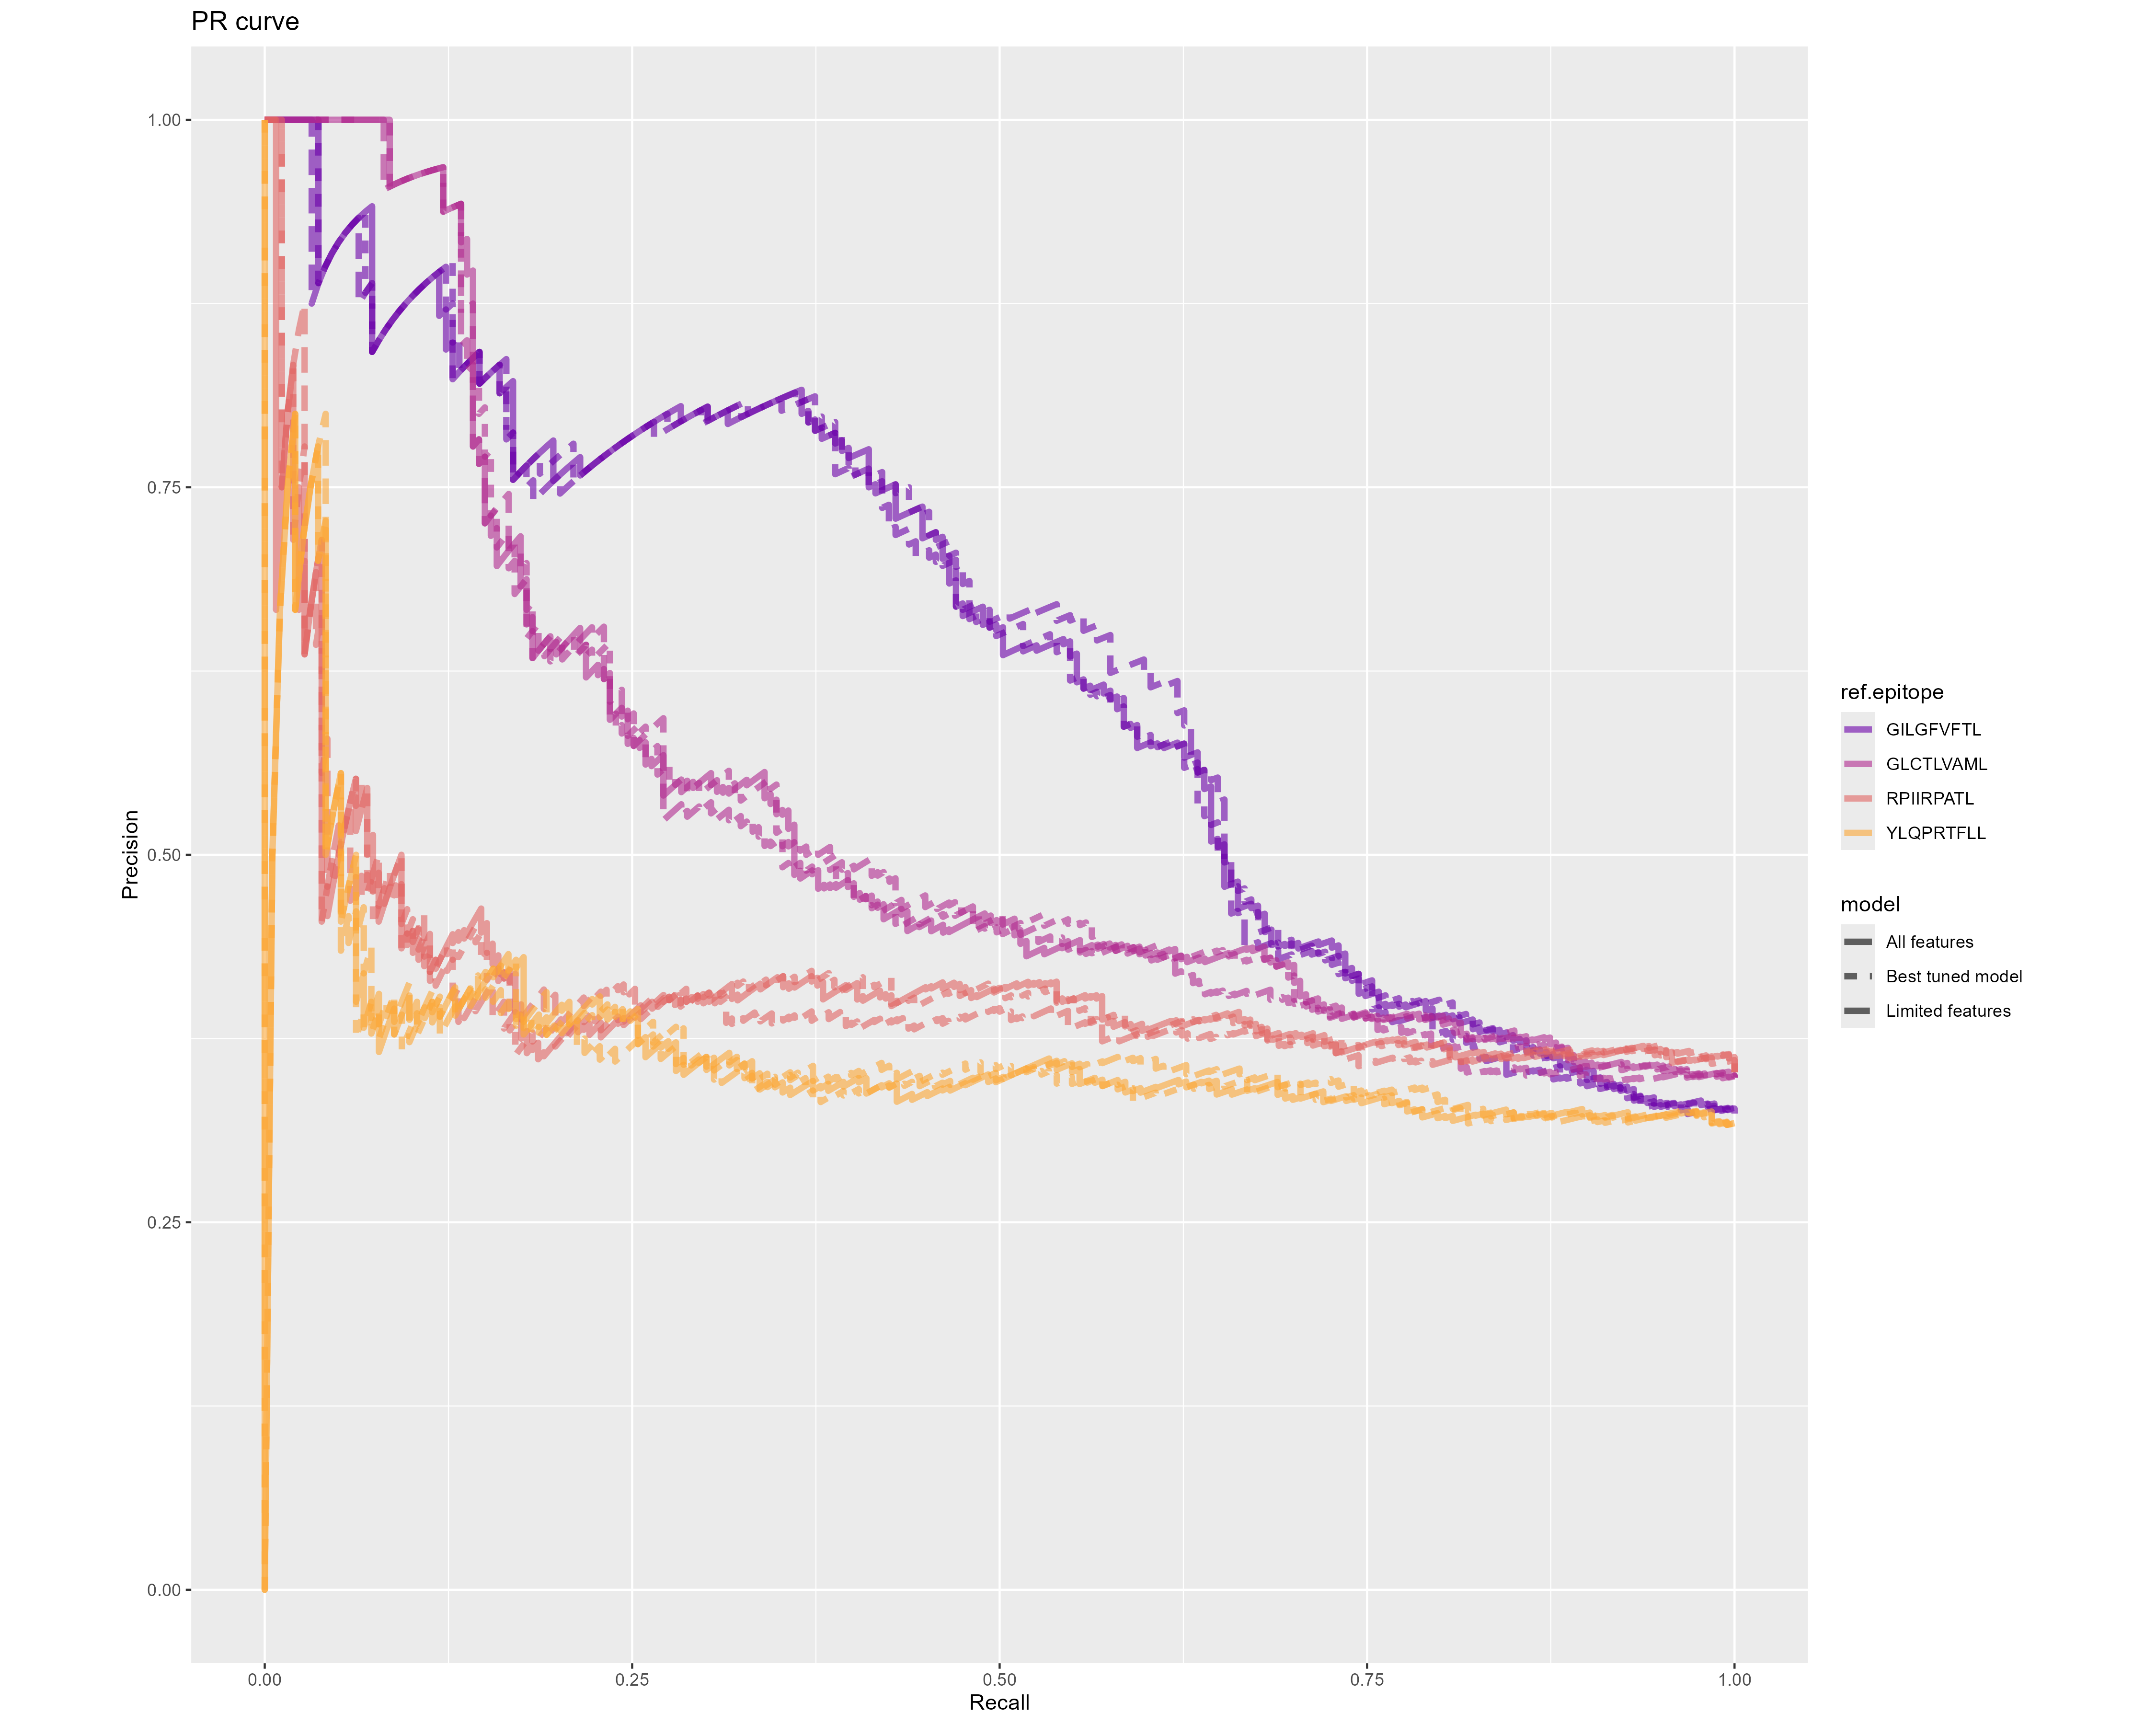 PR curve
1.00
0.75
0.50
0.25
0.00
Precision
0.00
0.25
0.50
0.75
1.00
Recall
ref.epitope
GILGFVFTL
GLCTLVAML
RPIIRPATL
YLQPRTFLL
model
All features
Best tuned model
Limited features